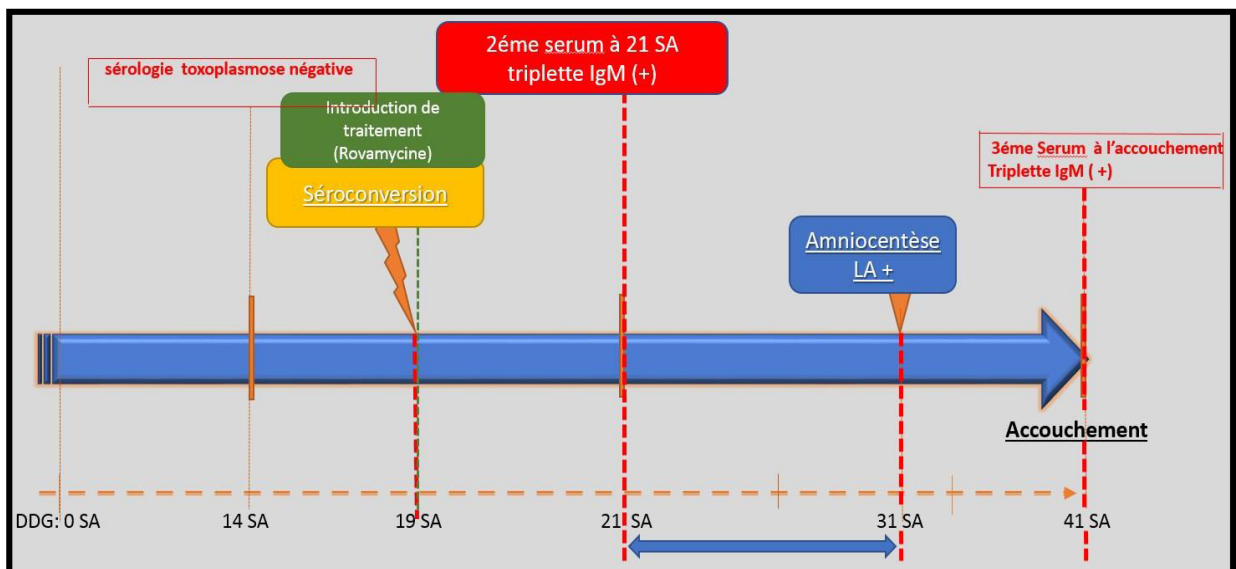 2éme serum à 21 SA
triplette IgM (+)
sérologie toxoplasmose négative
Introduction de
traitement
(Rovamycine)
Séroconversion
3éme Serum à l'accouchement
Triplette IgM ( +)
Amniocentèse
LA +
Accouchement
DDG: 0 SA
14 SA
19 SA
21 SA
31 SA
41 SA